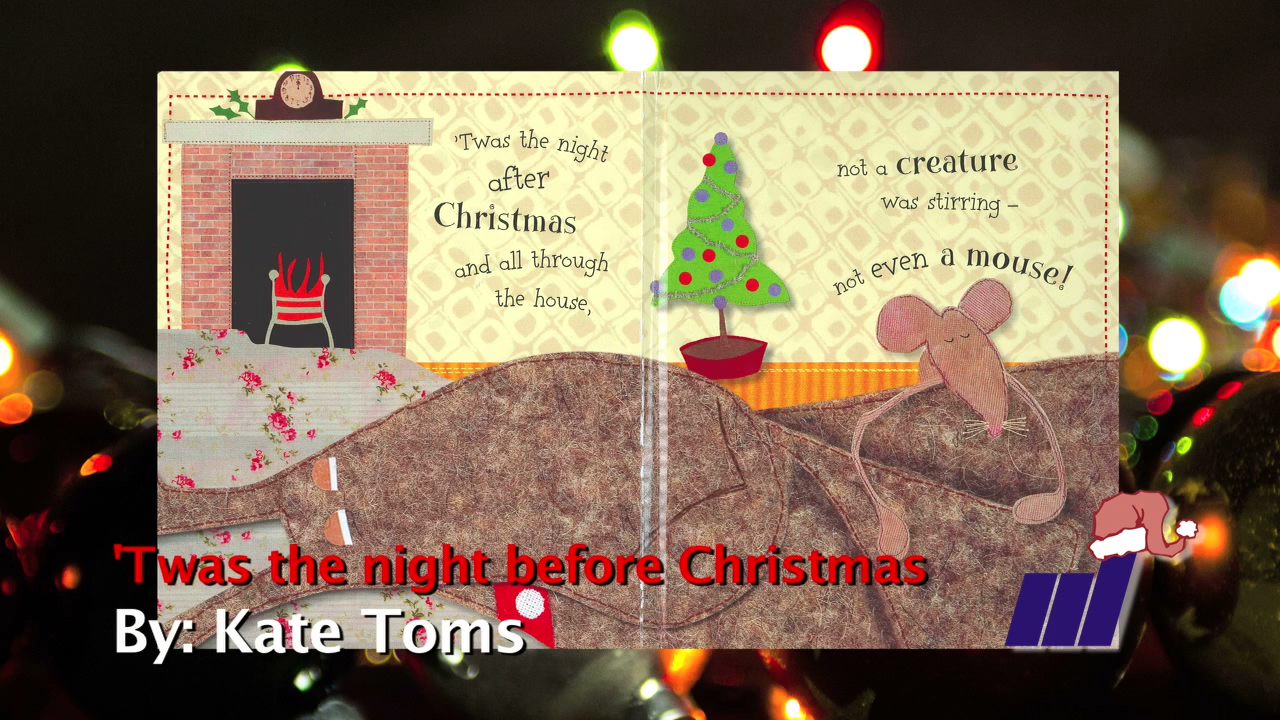 'Twas the night
after
Christmas
and all through
the house,
not a creature
was stirring –
not even a mouse!
'Twas the night before Christmas
By: Kate Toms